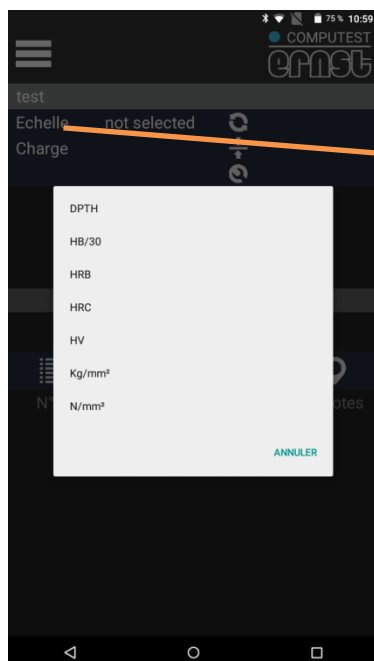 75 % 10:59
COMPUTEST
ernst
test
Echelle not selected
Charge
DPTH
HB/30
HRB
HRC
HV
Kg/mm²
N/mm²
ANNULER